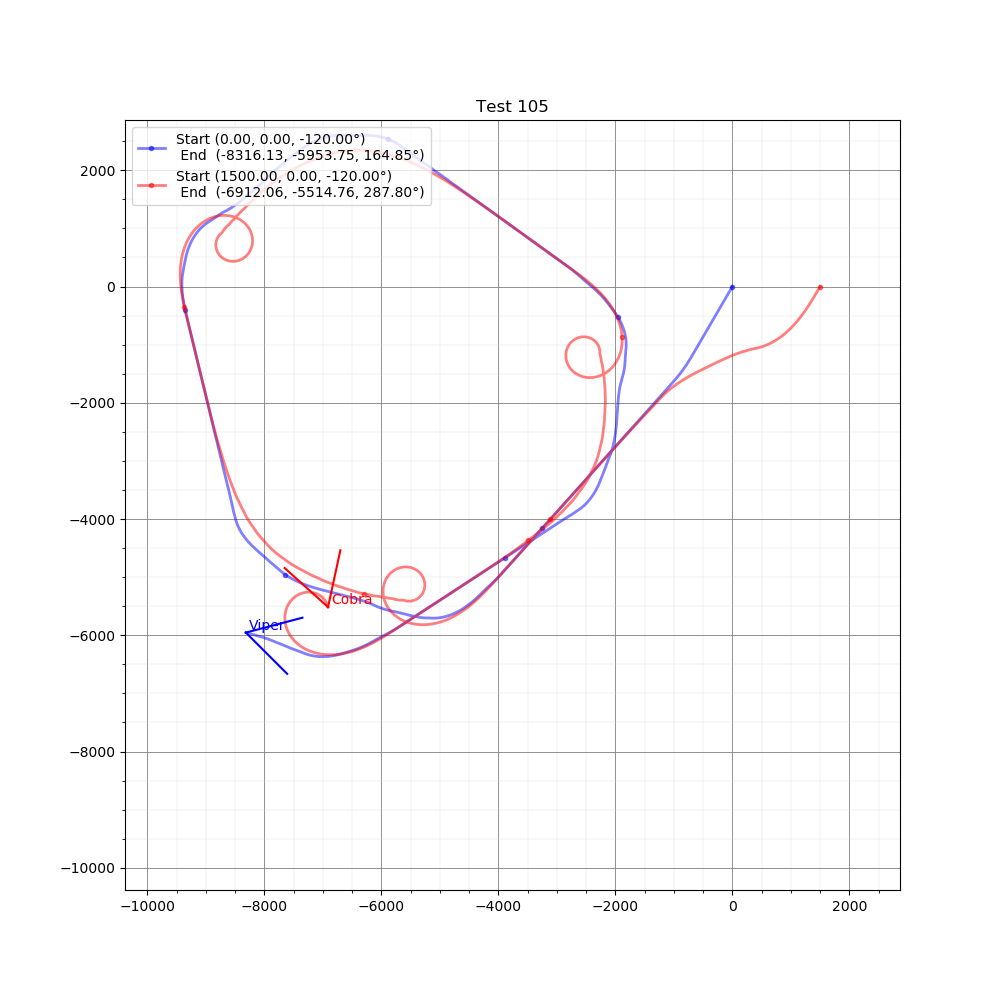 Test 105
Start (0.00, 0.00, -120.00°)
End  (-8316.13, -5953.75, 164.85°)
Start (1500.00, 0.00, -120.00°)
End  (-6912.06, -5514.76, 287.80°)
2000
0
−2000
−4000
−6000
−8000
−10000
Cobra
Viper
−10000 −8000 −6000 −4000 −2000 0 2000